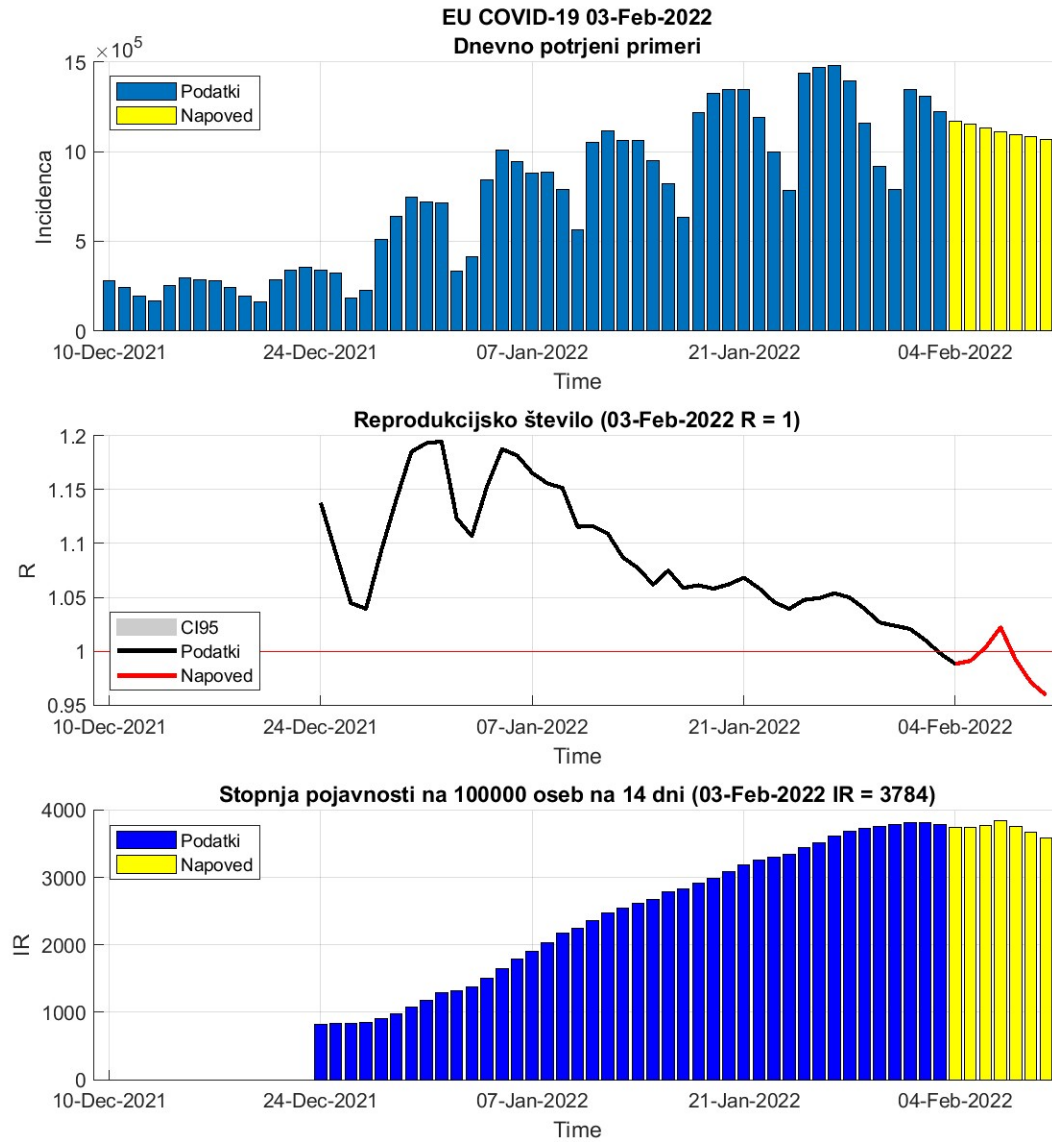 EU COVID-19 03-Feb-2022
Dnevno potrjeni primeri
×10⁵
15
10
5
0
Incidenca
Podatki
Napoved
10-Dec-2021 24-Dec-2021 07-Jan-2022 21-Jan-2022 04-Feb-2022
Time
Reprodukcijsko število (03-Feb-2022 R = 1)
1.2
1.15
1.1
1.05
1
0.95
R
CI95
Podatki
Napoved
10-Dec-2021 24-Dec-2021 07-Jan-2022 21-Jan-2022 04-Feb-2022
Time
Stopnja pojavnosti na 100000 oseb na 14 dni (03-Feb-2022 IR = 3784)
4000
3000
2000
1000
0
IR
Podatki
Napoved
10-Dec-2021 24-Dec-2021 07-Jan-2022 21-Jan-2022 04-Feb-2022
Time